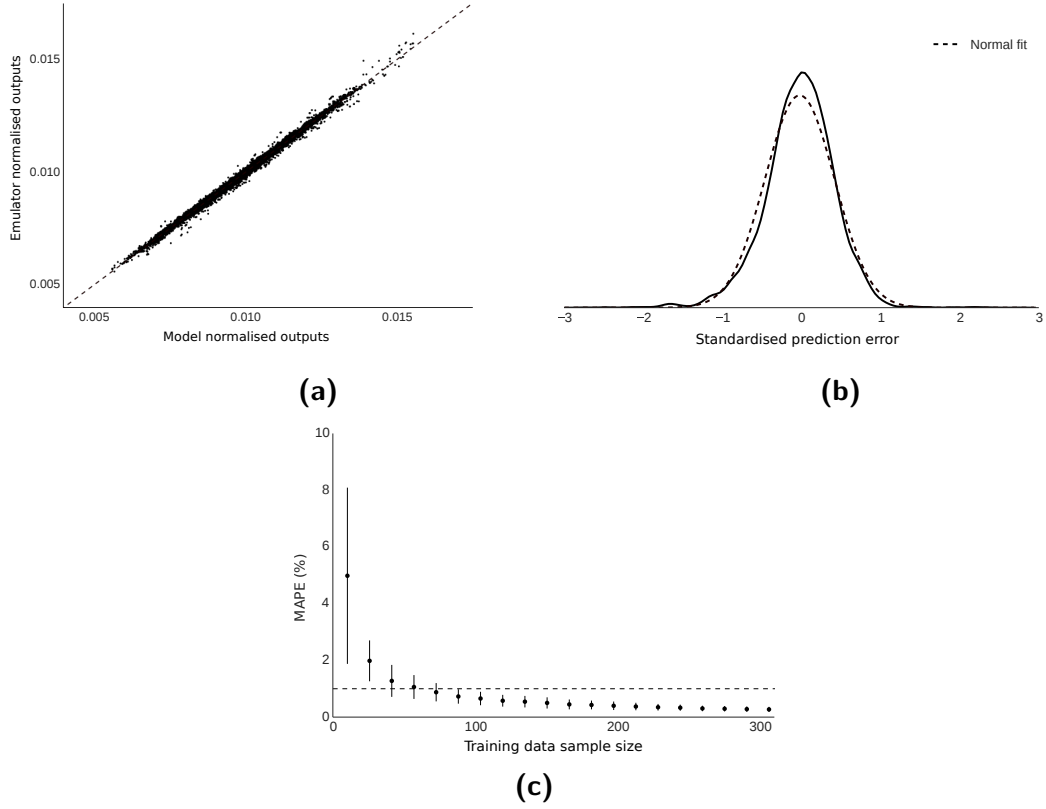 Emulator normalised outputs
0.015
0.010
0.005
0.005
0.010
0.015
Model normalised outputs
(a)
Normal fit
−3
−2
−1
0
1
2
3
Standardised prediction error
(b)
MAPE (%)
10
8
6
4
2
0
0
100
200
300
Training data sample size
(c)